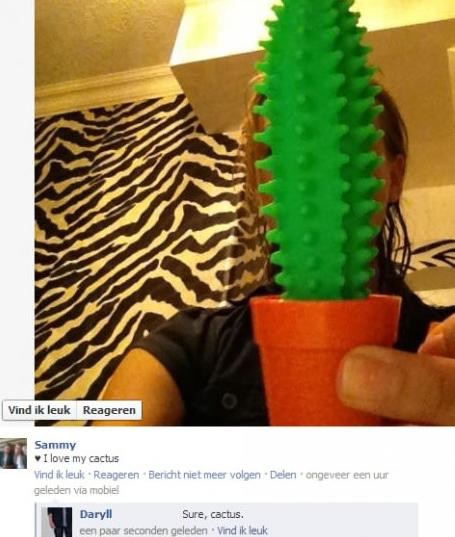 Vind ik leuk Reageren
Sammy
♥ I love my cactus
Vind ik leuk · Reageren · Bericht niet meer volgen · Delen · ongeveer een uur
geleden via mobiel
Daryll Sure, cactus.
een paar seconden geleden · Vind ik leuk